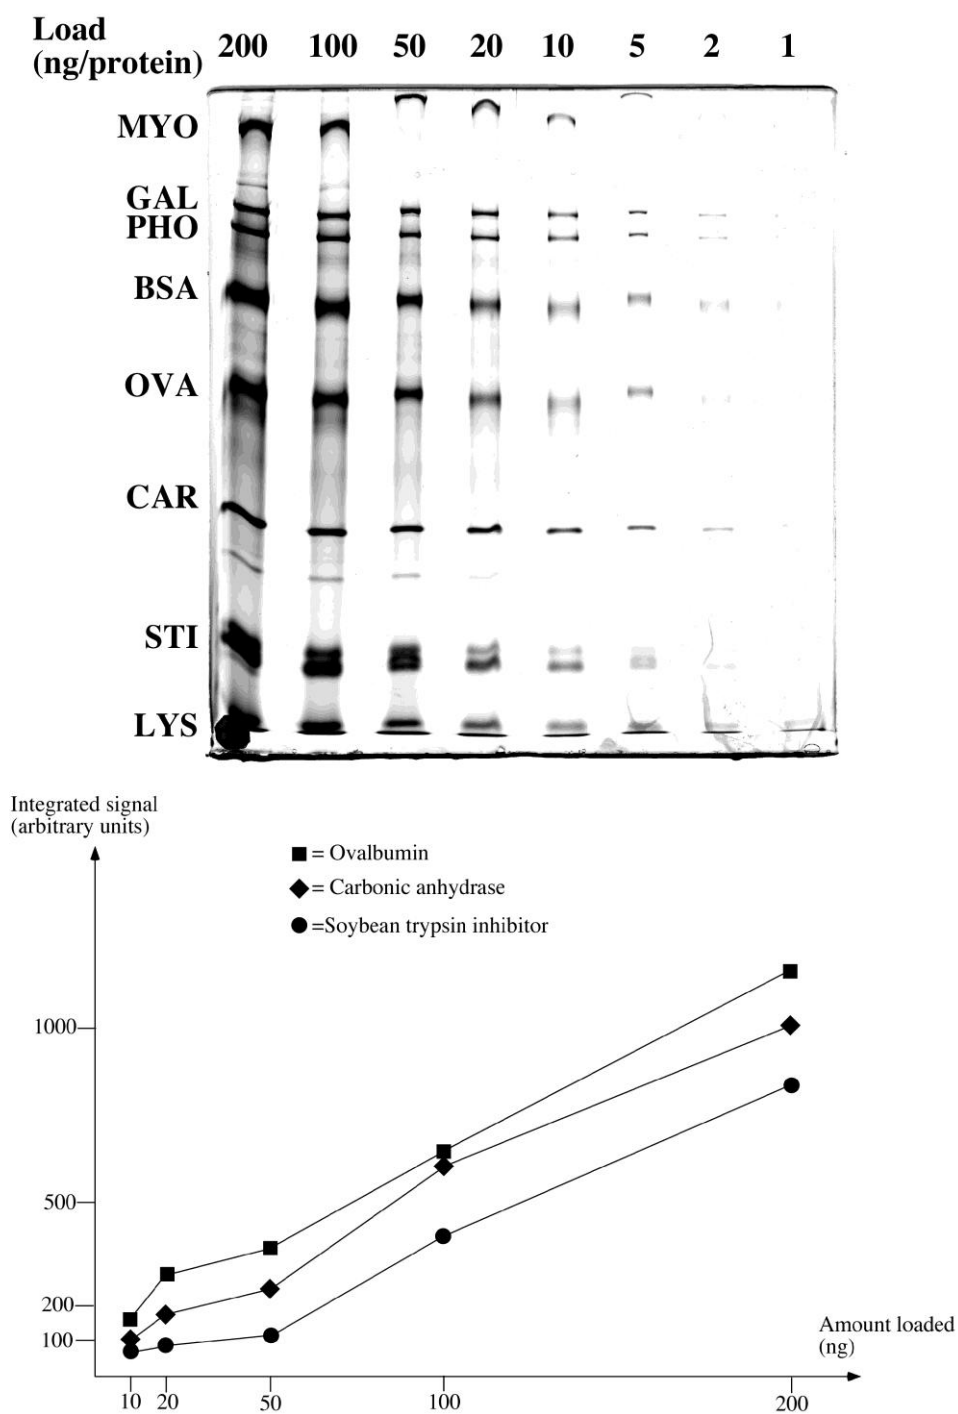 Load
(ng/protein) 200 100 50 20 10 5 2 1
MYO
GAL
PHO
BSA
OVA
CAR
STI
LYS
Integrated signal
(arbitrary units)
■ = Ovalbumin
◆ = Carbonic anhydrase
● =Soybean trypsin inhibitor
1000
500
200
100
Amount loaded
(ng)
10 20 50 100 200